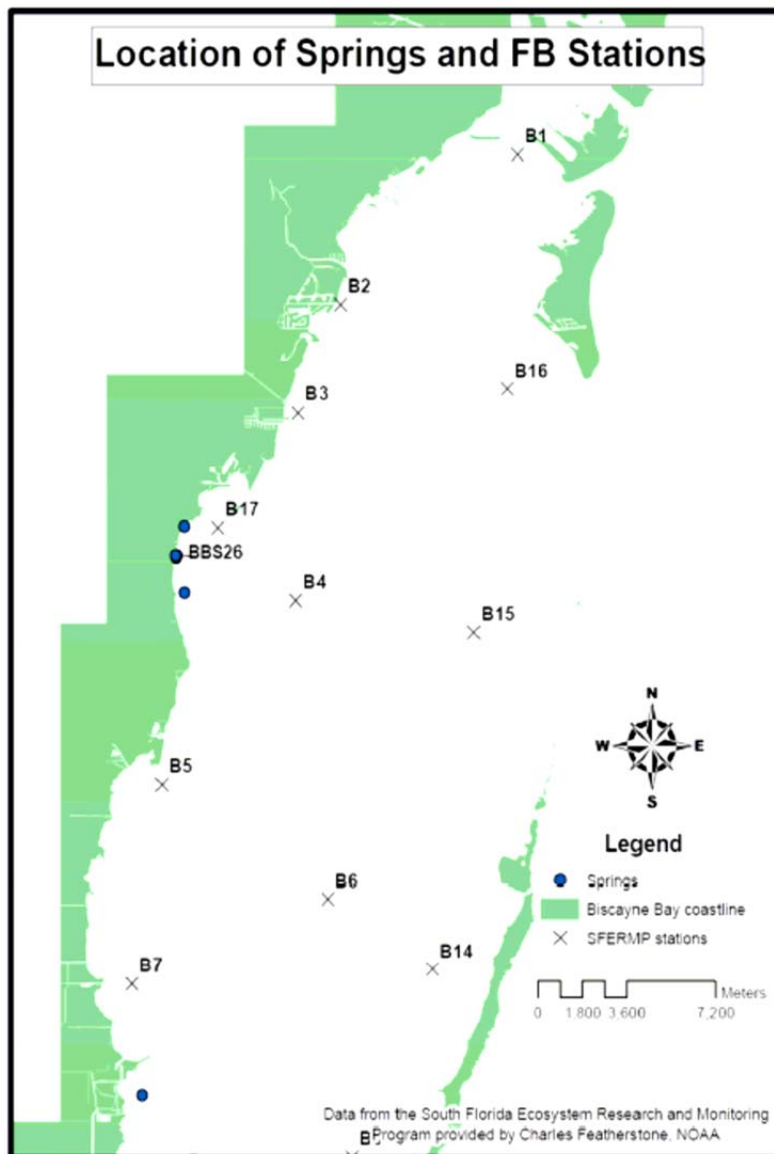 Location of Springs and FB Stations
B1
B2
B16
B3
B17
BBS26
B4
B15
N
W E
S
B5
Legend
Springs
B6
Biscayne Bay coastline
SFERMP stations
B14
B7
Meters
0 1,800 3,600 7,200
Data from the South Florida Ecosystem Research and Monitoring
Program provided by Charles Featherstone, NOAA